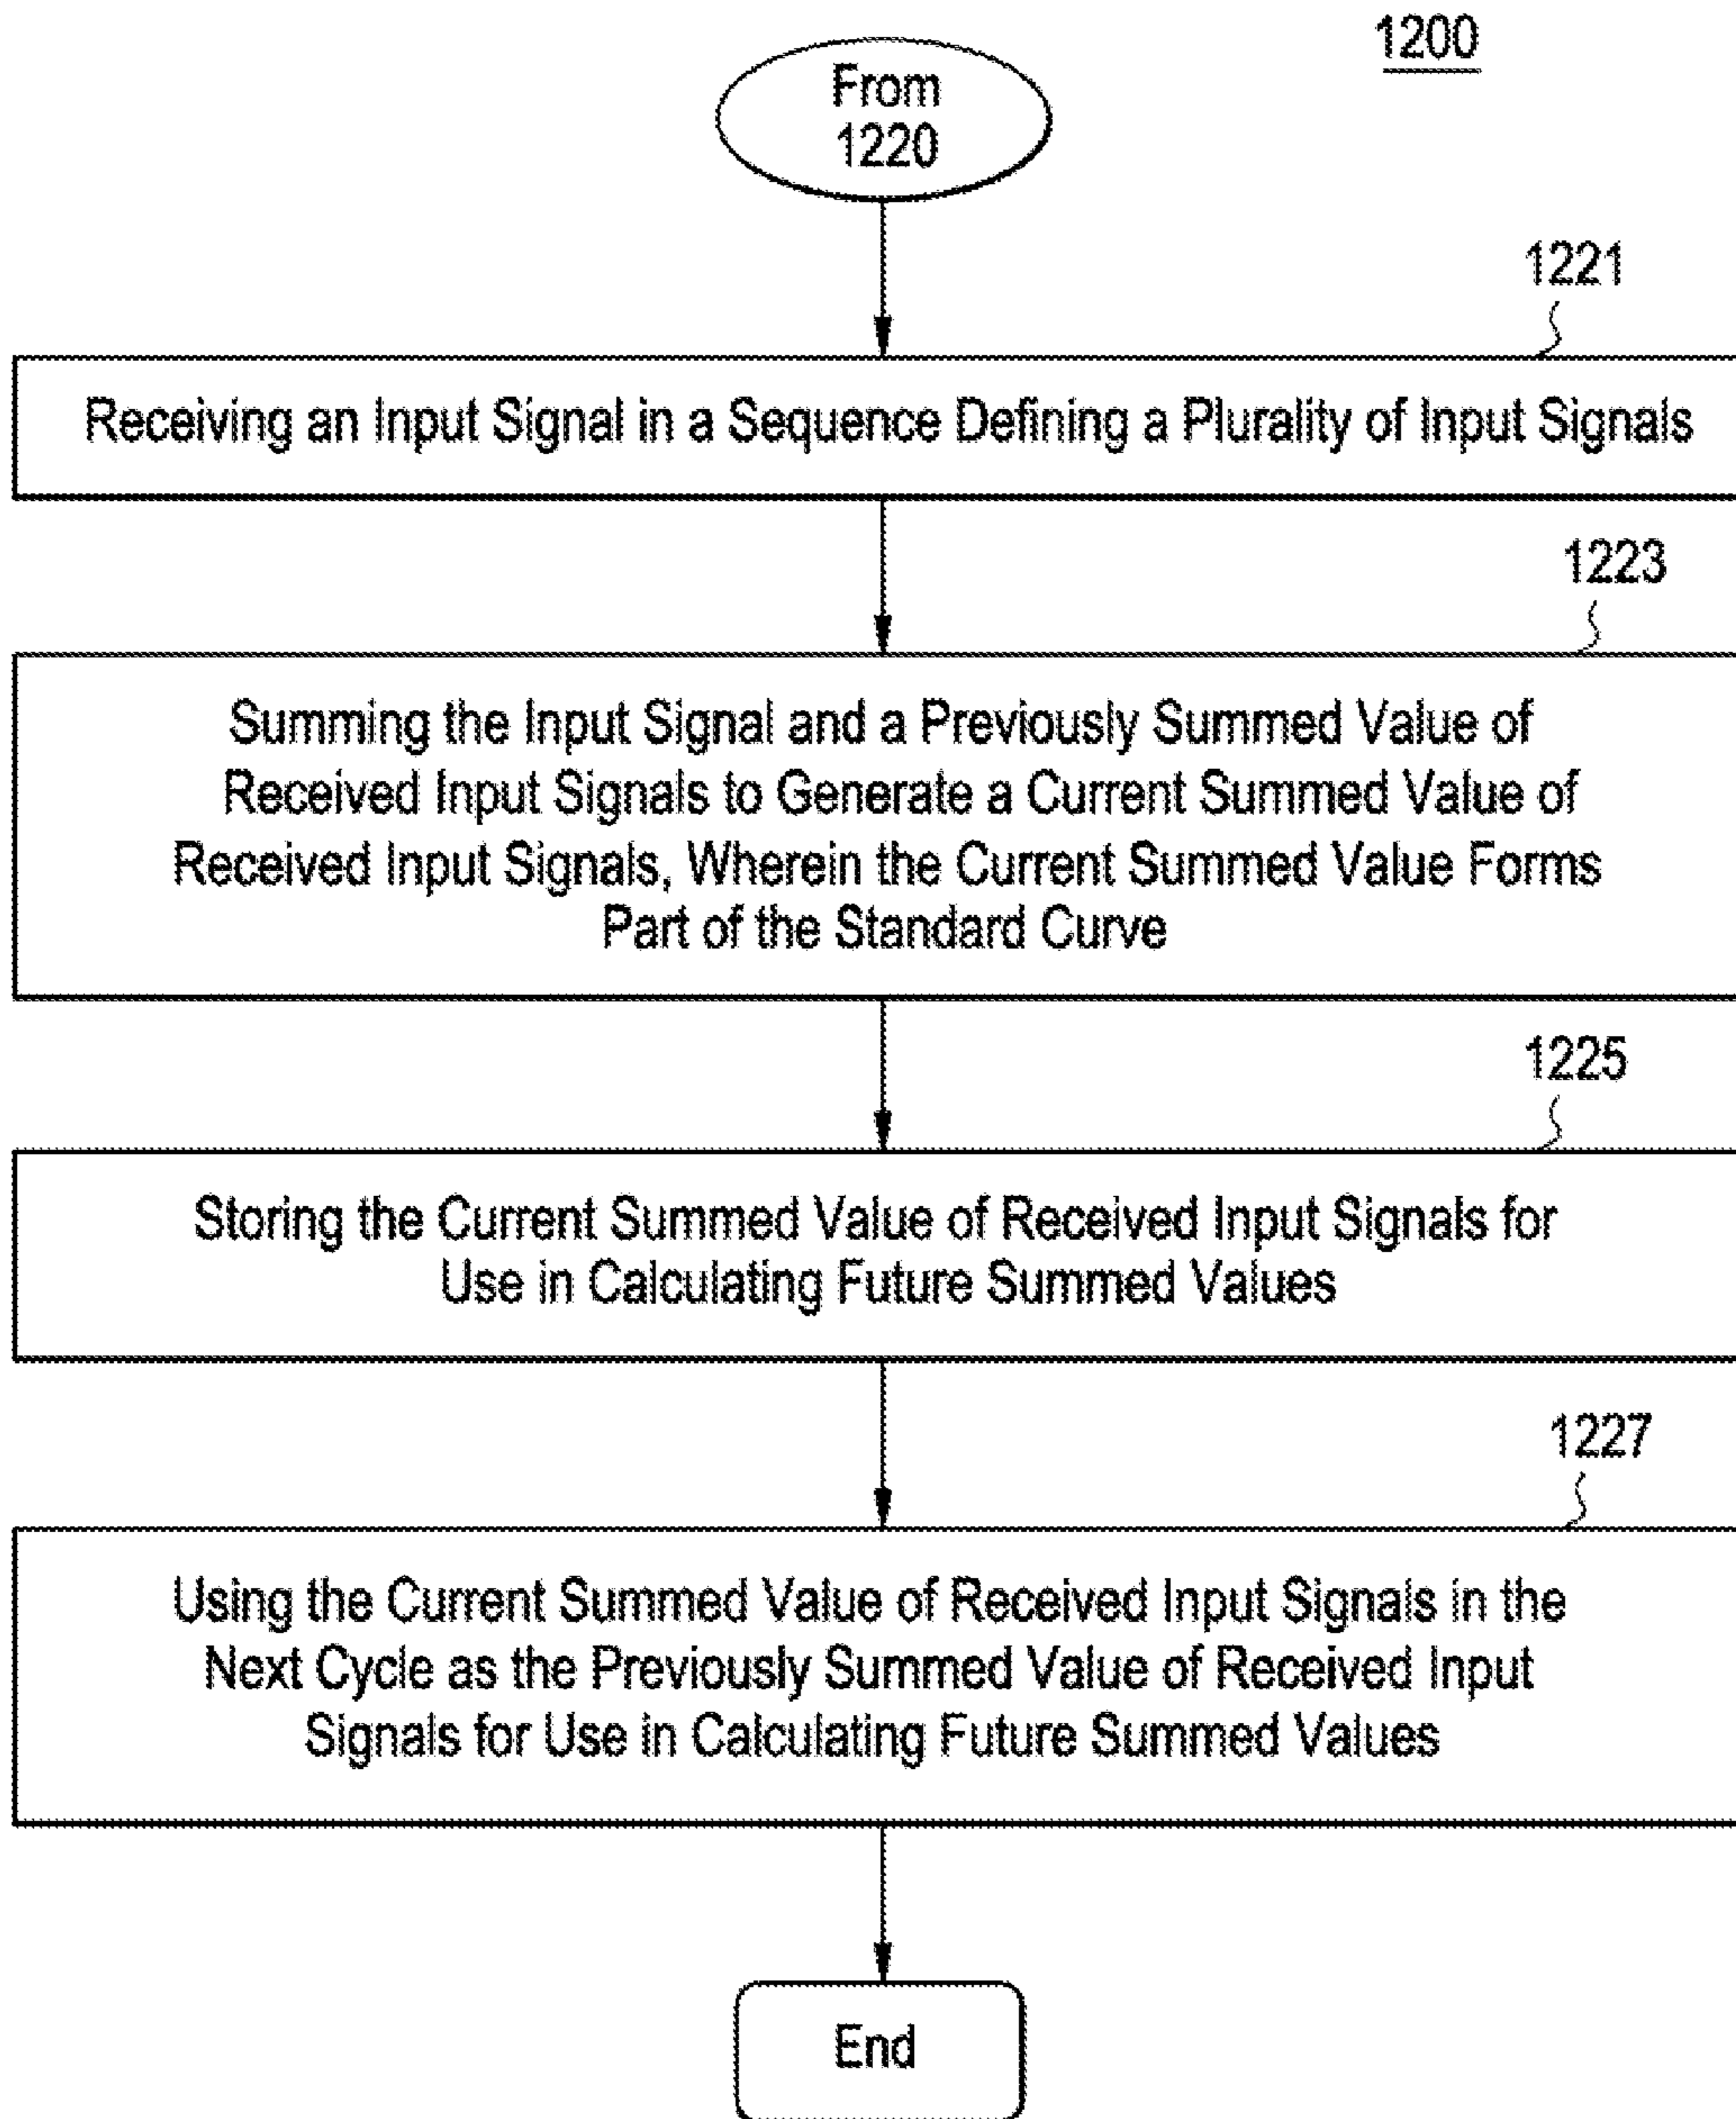 1200
From
1220
1221
Receiving an Input Signal in a Sequence Defining a Plurality of Input Signals
1223
Summing the Input Signal and a Previously Summed Value of
Received Input Signals to Generate a Current Summed Value of
Received Input Signals, Wherein the Current Summed Value Forms
Part of the Standard Curve
1225
Storing the Current Summed Value of Received Input Signals for
Use in Calculating Future Summed Values
1227
Using the Current Summed Value of Received Input Signals in the
Next Cycle as the Previously Summed Value of Received Input
Signals for Use in Calculating Future Summed Values
End